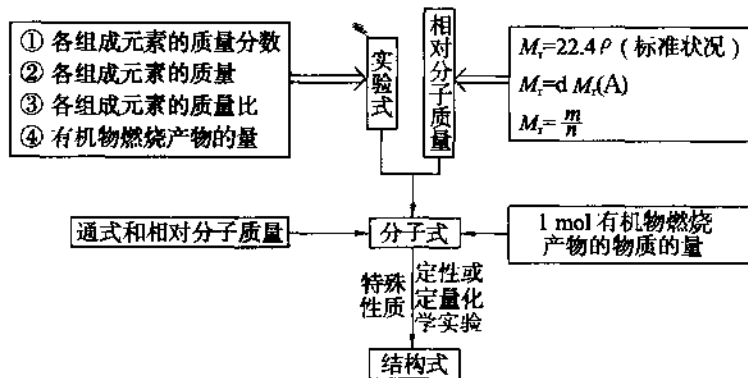 ① 各组成元素的质量分数
② 各组成元素的质量
③ 各组成元素的质量比
④ 有机物燃烧产物的量
实验式
相对分子质量
Mr=22.4ρ（标准状况）
Mr=d Mr(A)
Mr=m/n
通式和相对分子质量
分子式
1 mol 有机物燃烧
产物的物质的量
特殊
性质
定性或
定量化
学实验
结构式